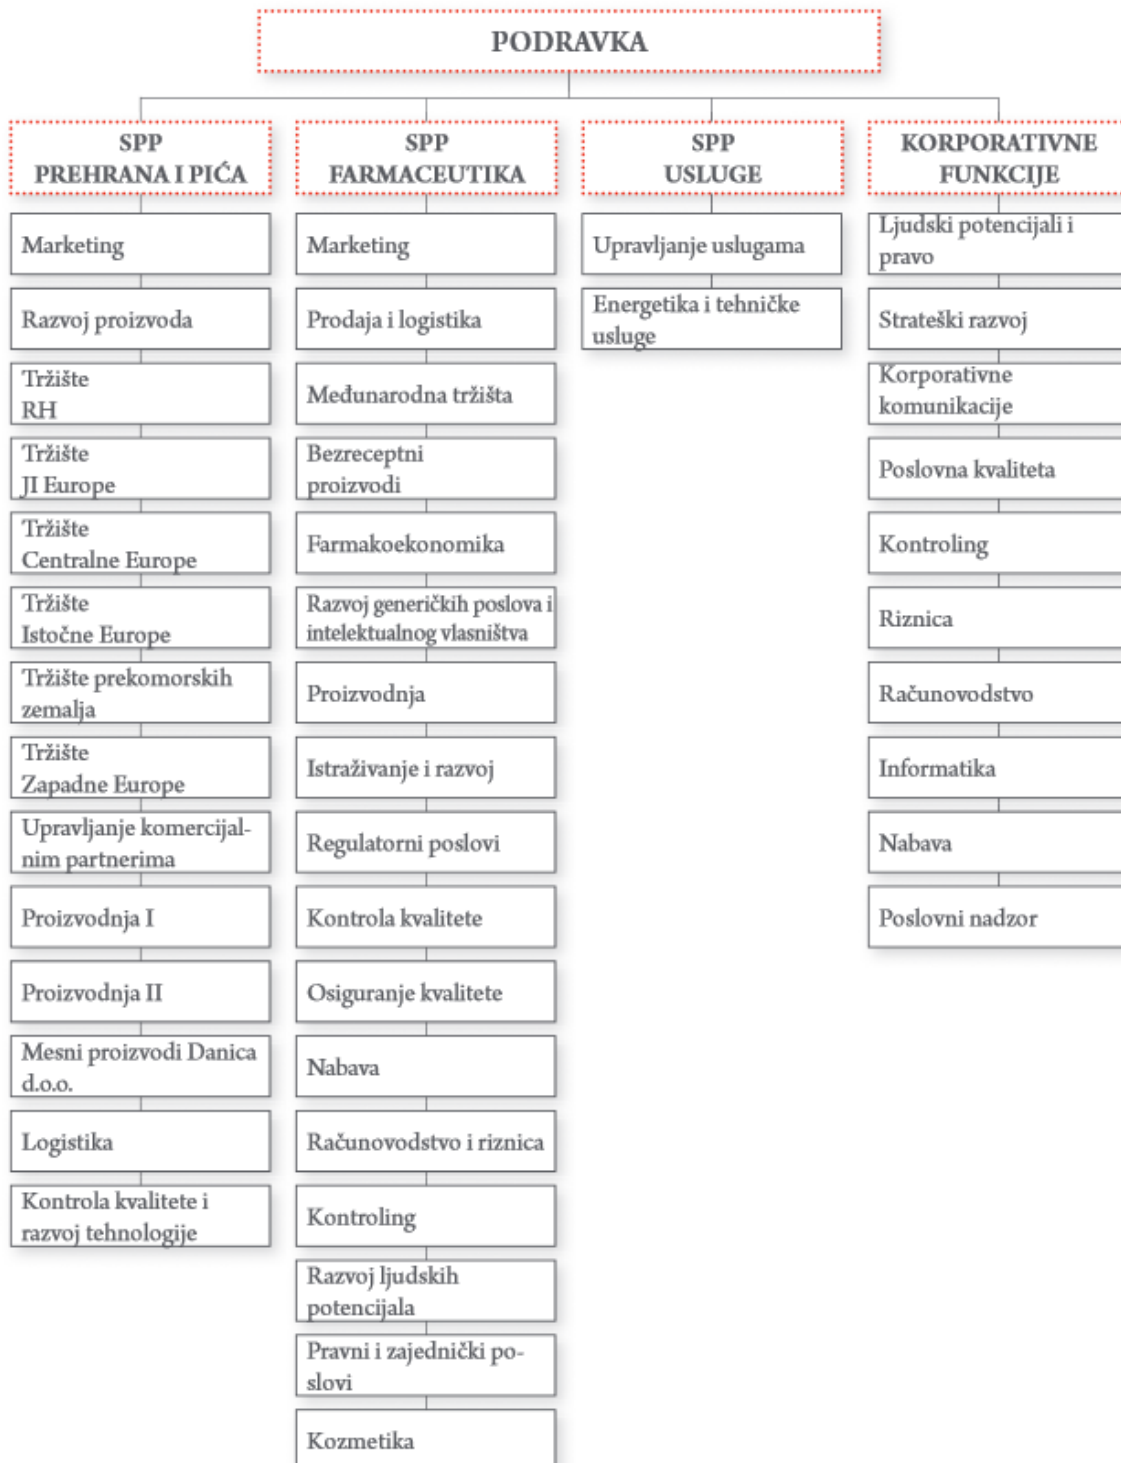 PODRAVKA
SPP
PREHRANA I PIĆA
Marketing
Razvoj proizvoda
Tržište
RH
Tržište
JI Europe
Tržište
Centralne Europe
Tržište
Istočne Europe
Tržište prekomorskih
zemalja
Tržište
Zapadne Europe
Upravljanje komercijal-
nim partnerima
Proizvodnja I
Proizvodnja II
Mesni proizvodi Danica
d.o.o.
Logistika
Kontrola kvalitete i
razvoj tehnologije
SPP
FARMACEUTIKA
Marketing
Prodaja i logistika
Međunarodna tržišta
Bezreceptni
proizvodi
Farmakoekonomika
Razvoj generičkih poslova i
intelektualnog vlasništva
Proizvodnja
Istraživanje i razvoj
Regulatorni poslovi
Kontrola kvalitete
Osiguranje kvalitete
Nabava
Računovodstvo i riznica
Kontroling
Razvoj ljudskih
potencijala
Pravni i zajednički po-
slovi
Kozmetika
SPP
USLUGE
Upravljanje uslugama
Energetika i tehničke
usluge
KORPORATIVNE
FUNKCIJE
Ljudski potencijali i
pravo
Strateški razvoj
Korporativne
komunikacije
Poslovna kvaliteta
Kontroling
Riznica
Računovodstvo
Informatika
Nabava
Poslovni nadzor